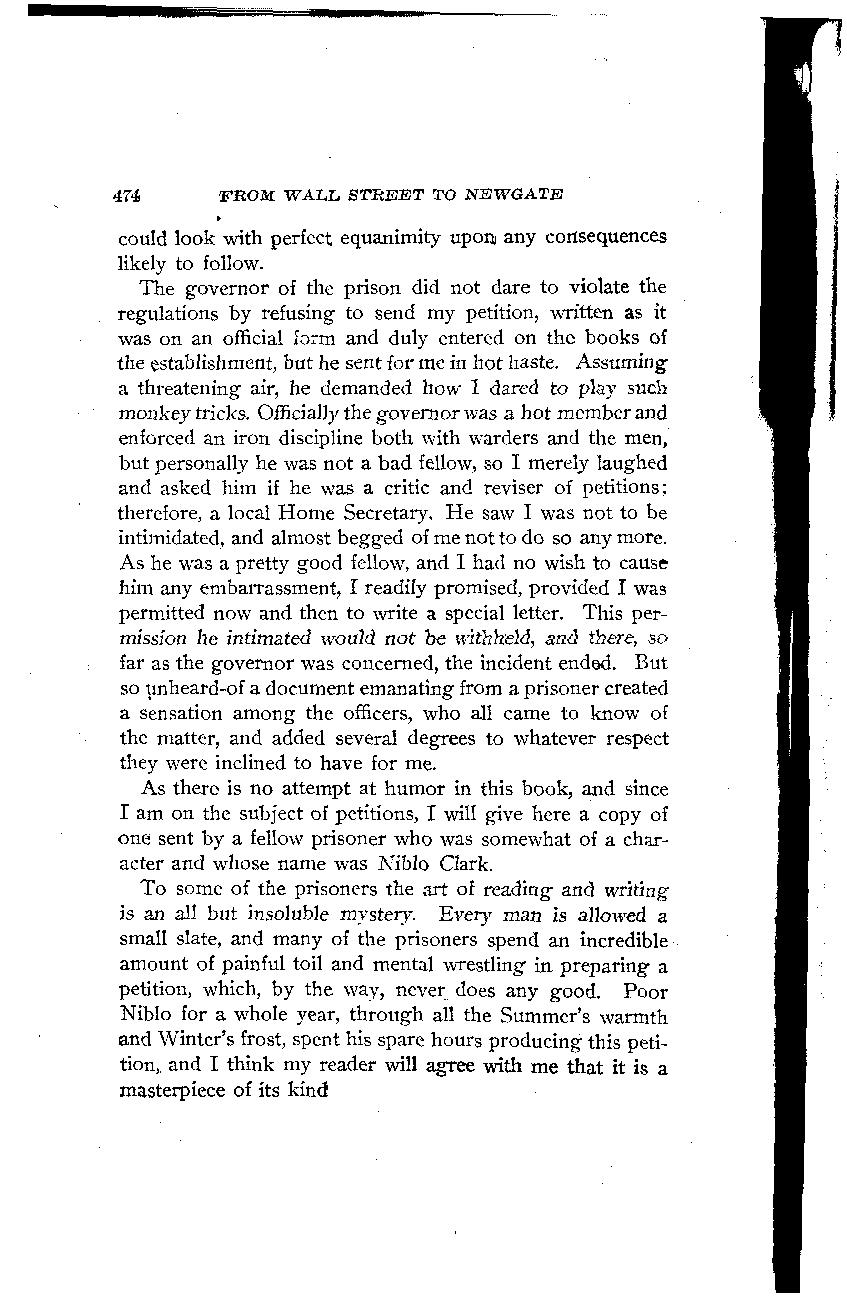 474 FROM WALL STREET TO NEWGATE
could look with perfect equanimity upon any consequences
likely to follow.
The governor of the prison did not dare to violate the
regulations by refusing to send my petition, written as it
was on an official form and duly entered on the books of
the establishment, but he sent for me in hot haste. Assuming
a threatening air, he demanded how I dared to play such
monkey tricks. Officially the governor was a hot member and
enforced an iron discipline both with warders and the men,
but personally he was not a bad fellow, so I merely laughed
and asked him if he was a critic and reviser of petitions;
therefore, a local Home Secretary. He saw I was not to be
intimidated, and almost begged of me not to do so any more.
As he was a pretty good fellow, and I had no wish to cause
him any embarrassment, I readily promised, provided I was
permitted now and then to write a special letter. This per-
mission he intimated would not be withheld, and there, so
far as the governor was concerned, the incident ended. But
so unheard-of a document emanating from a prisoner created
a sensation among the officers, who all came to know of
the matter, and added several degrees to whatever respect
they were inclined to have for me.
As there is no attempt at humor in this book, and since
I am on the subject of petitions, I will give here a copy of
one sent by a fellow prisoner who was somewhat of a char-
acter and whose name was Niblo Clark.
To some of the prisoners the art of reading and writing
is an all but insoluble mystery. Every man is allowed a
small slate, and many of the prisoners spend an incredible
amount of painful toil and mental wrestling in preparing a
petition, which, by the way, never does any good. Poor
Niblo for a whole year, through all the Summer's warmth
and Winter's frost, spent his spare hours producing this peti-
tion, and I think my reader will agree with me that it is a
masterpiece of its kind